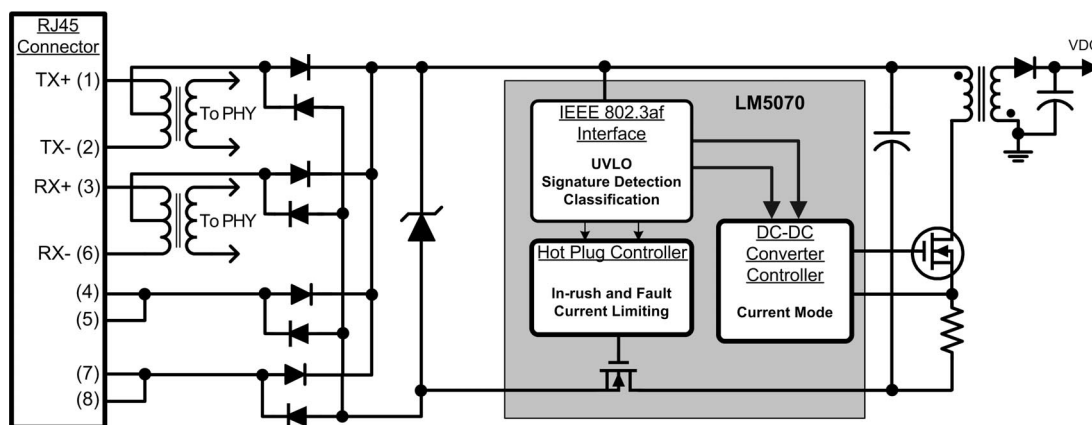 RJ45
Connector
TX+ (1)
To PHY
TX- (2)
RX+ (3)
To PHY
RX- (6)
(4)
(5)
(7)
(8)
LM5070
IEEE 802.3af
Interface
UVLO
Signature Detection
Classification
Hot Plug Controller
In-rush and Fault
Current Limiting
DC-DC
Converter
Controller
Current Mode